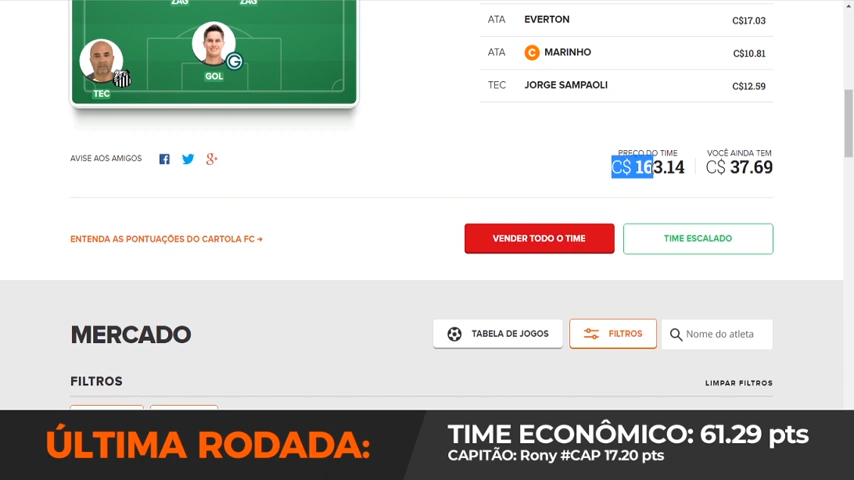 ZAG ZAG
GOL
TEC
ATA EVERTON C$17.03
ATA C MARINHO C$10.81
TEC JORGE SAMPAOLI C$12.59
AVISE AOS AMIGOS
PREÇO DO TIME
C$ 163.14
VOCÊ AINDA TEM
C$ 37.69
ENTENDA AS PONTUAÇÕES DO CARTOLA FC
VENDER TODO O TIME
TIME ESCALADO
MERCADO
TABELA DE JOGOS
FILTROS
Nome do atleta
FILTROS
LIMPAR FILTROS
ÚLTIMA RODADA:
TIME ECONÔMICO: 61.29 pts
CAPITÃO: Rony #CAP 17.20 pts